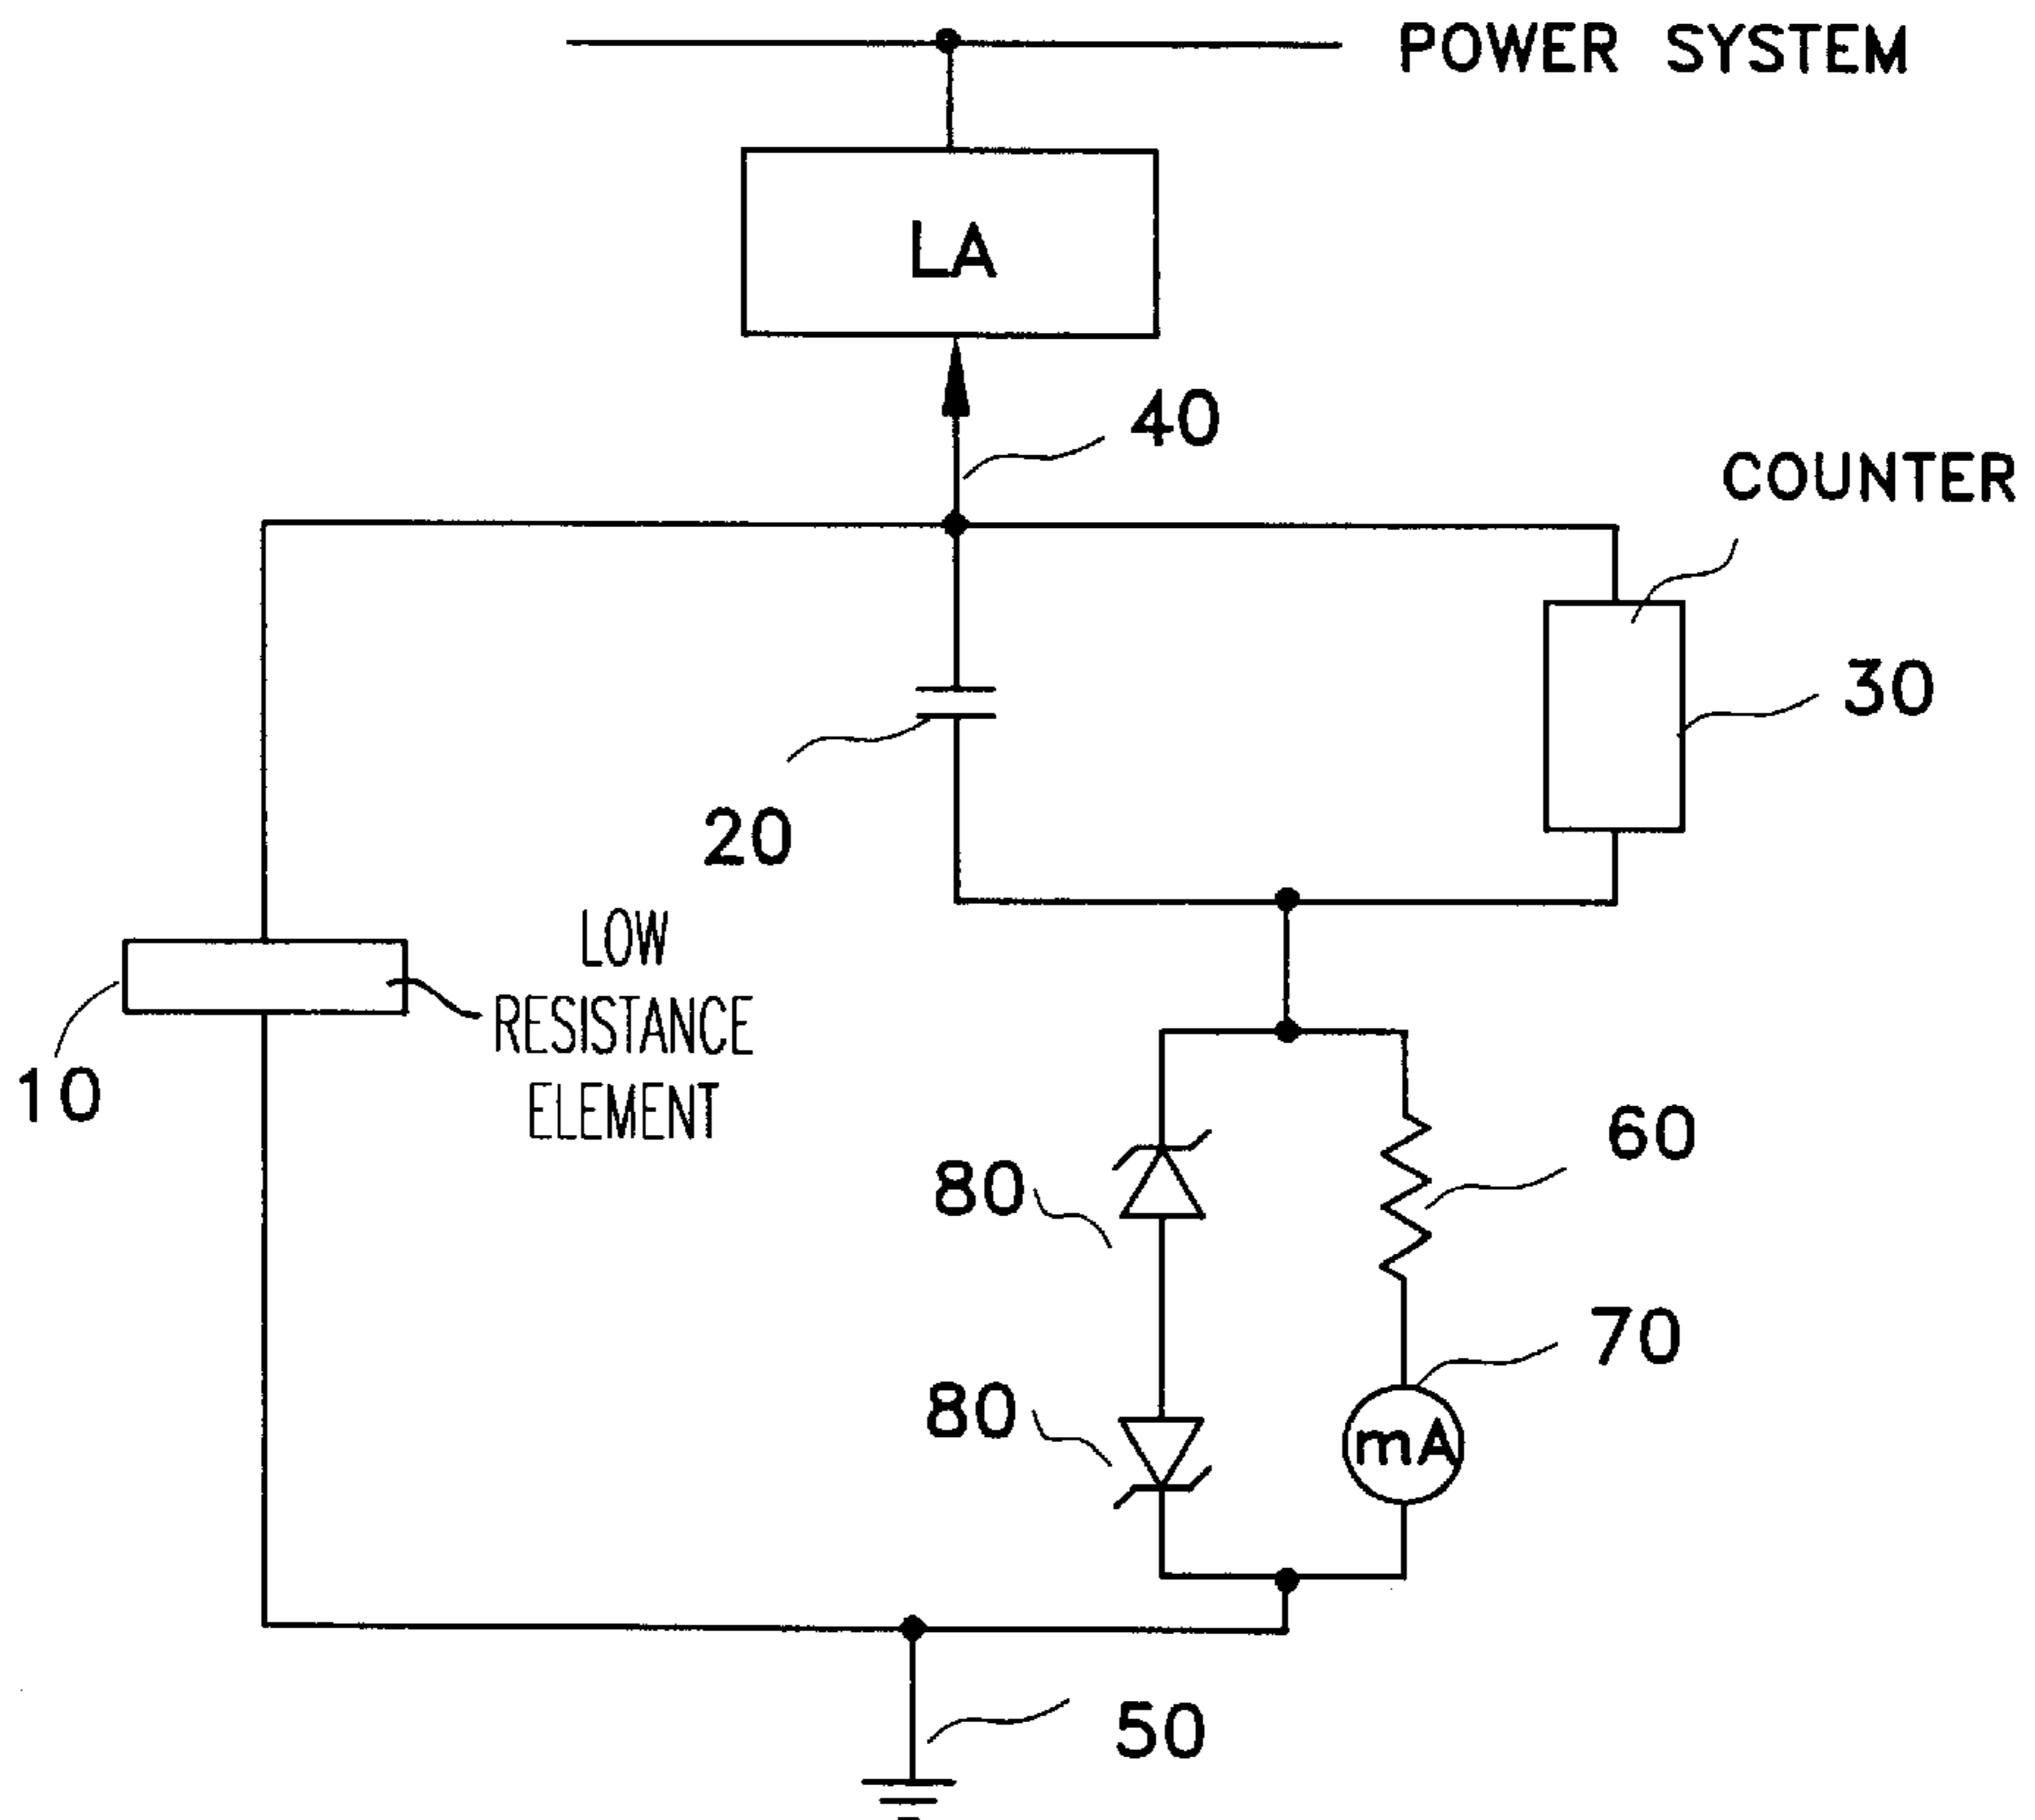 POWER SYSTEM
LA
40
COUNTER
30
20
LOW
RESISTANCE
ELEMENT
10
60
80
70
80
mA
50